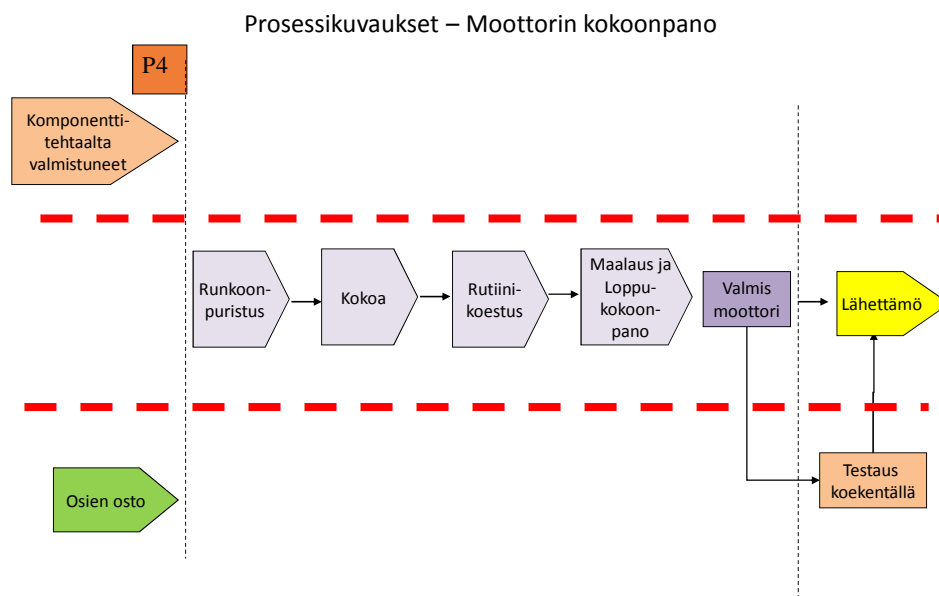 Prosessikuvaukset – Moottorin kokoonpano
P4
Komponentti-
tehtaalta
valmistuneet
Runkoon-
puristus
Kokoa
Rutiini-
koestus
Maalaus ja
Loppu-
kokoon-
pano
Valmis
moottori
Lähettämö
Osien osto
Testaus
koekentällä